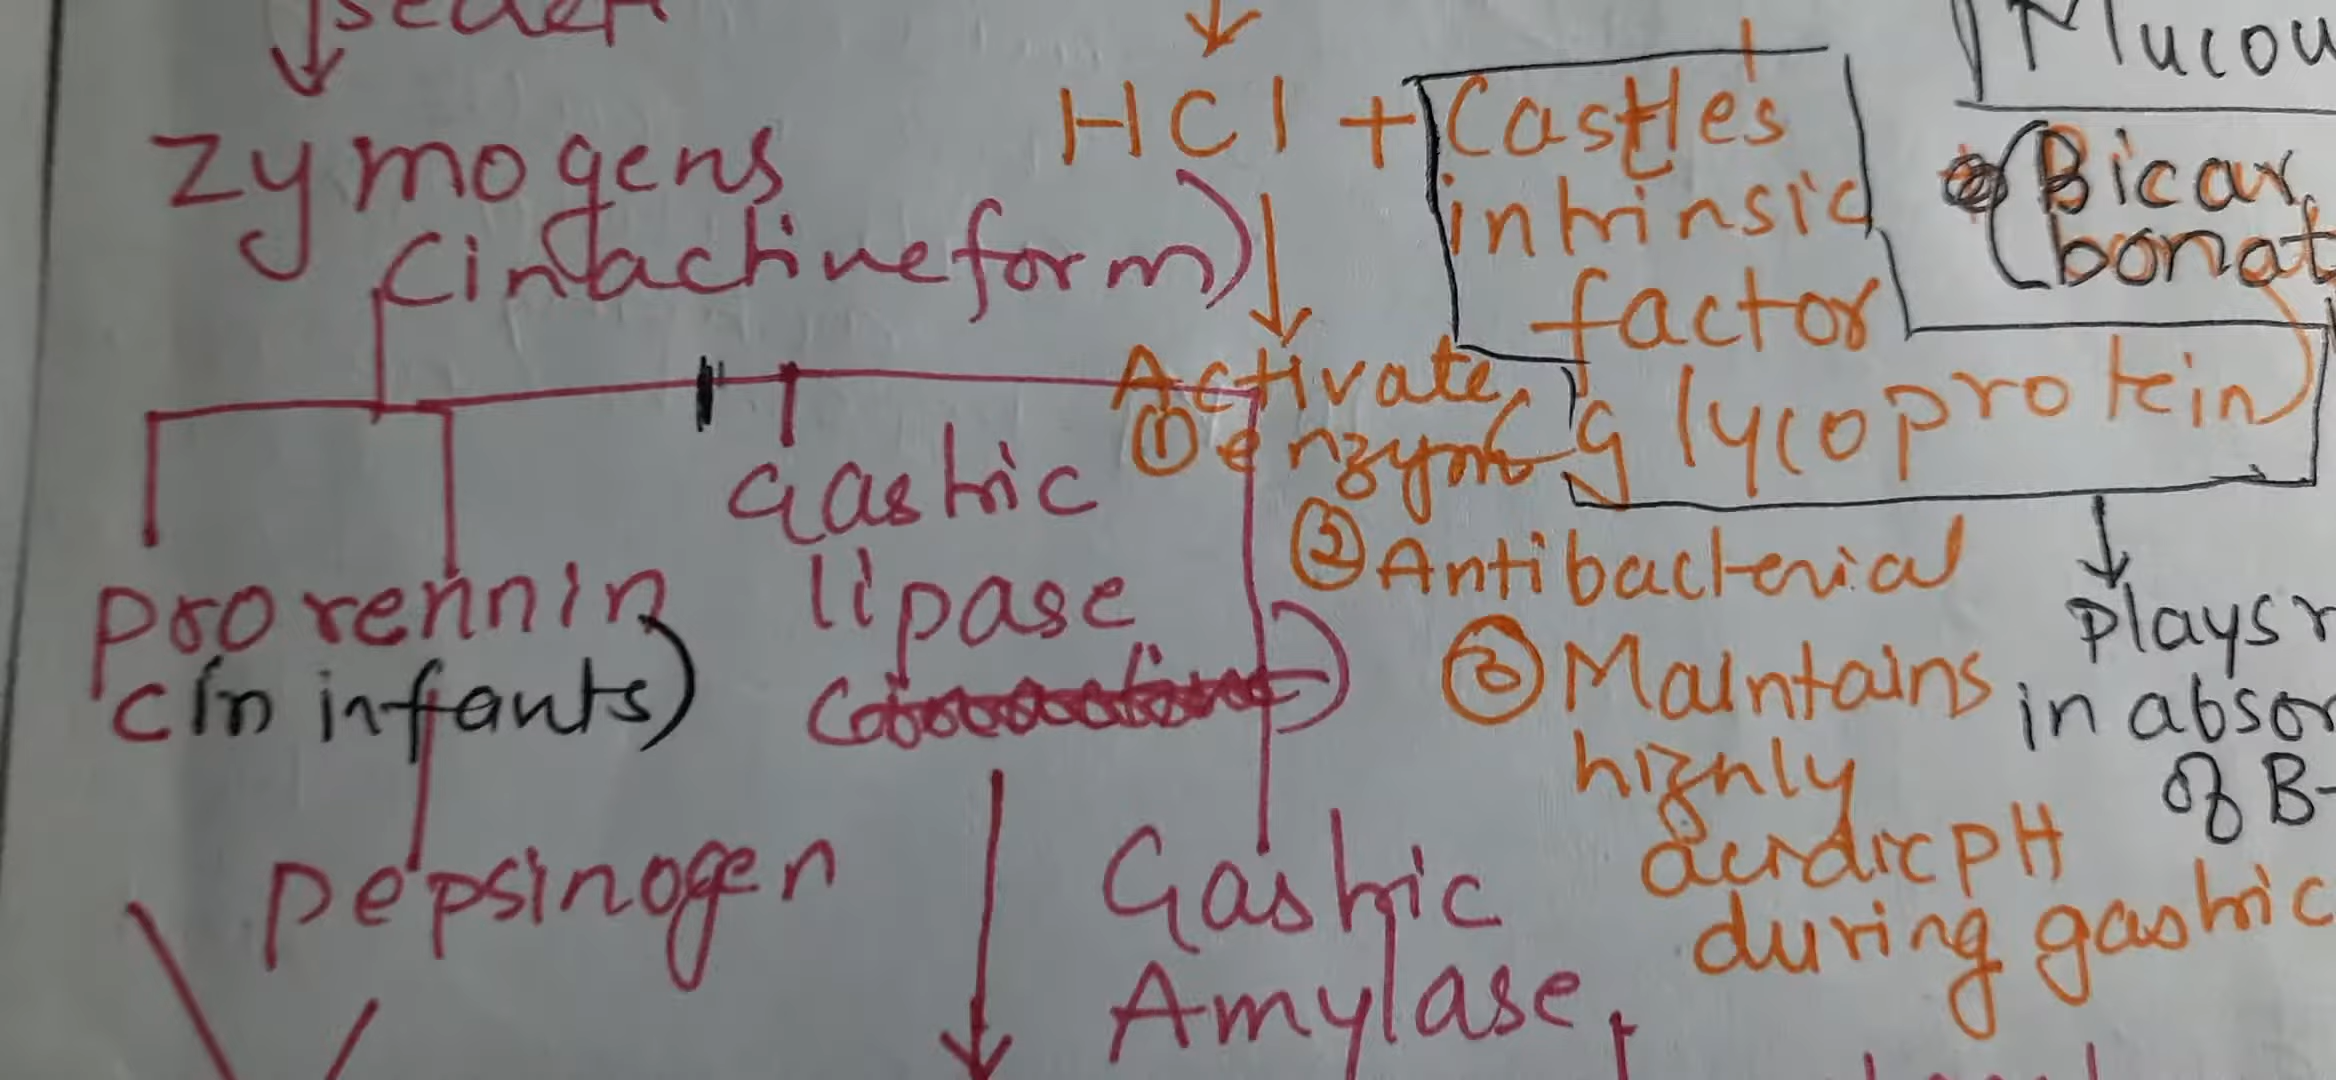 Zymogens
(inactive form)
prorennin
(In infants)
pepsinogen
Gastric
lipase
Gastric
Amylase
HCl + Castle's
intrinsic
factor
(glycoprotein)
Activate
① enzyme
② Antibacterial
③ Maintains
highly
acidic pH
during gastric
plays
in absor
of B-
Mucou
(Bicar
bonat